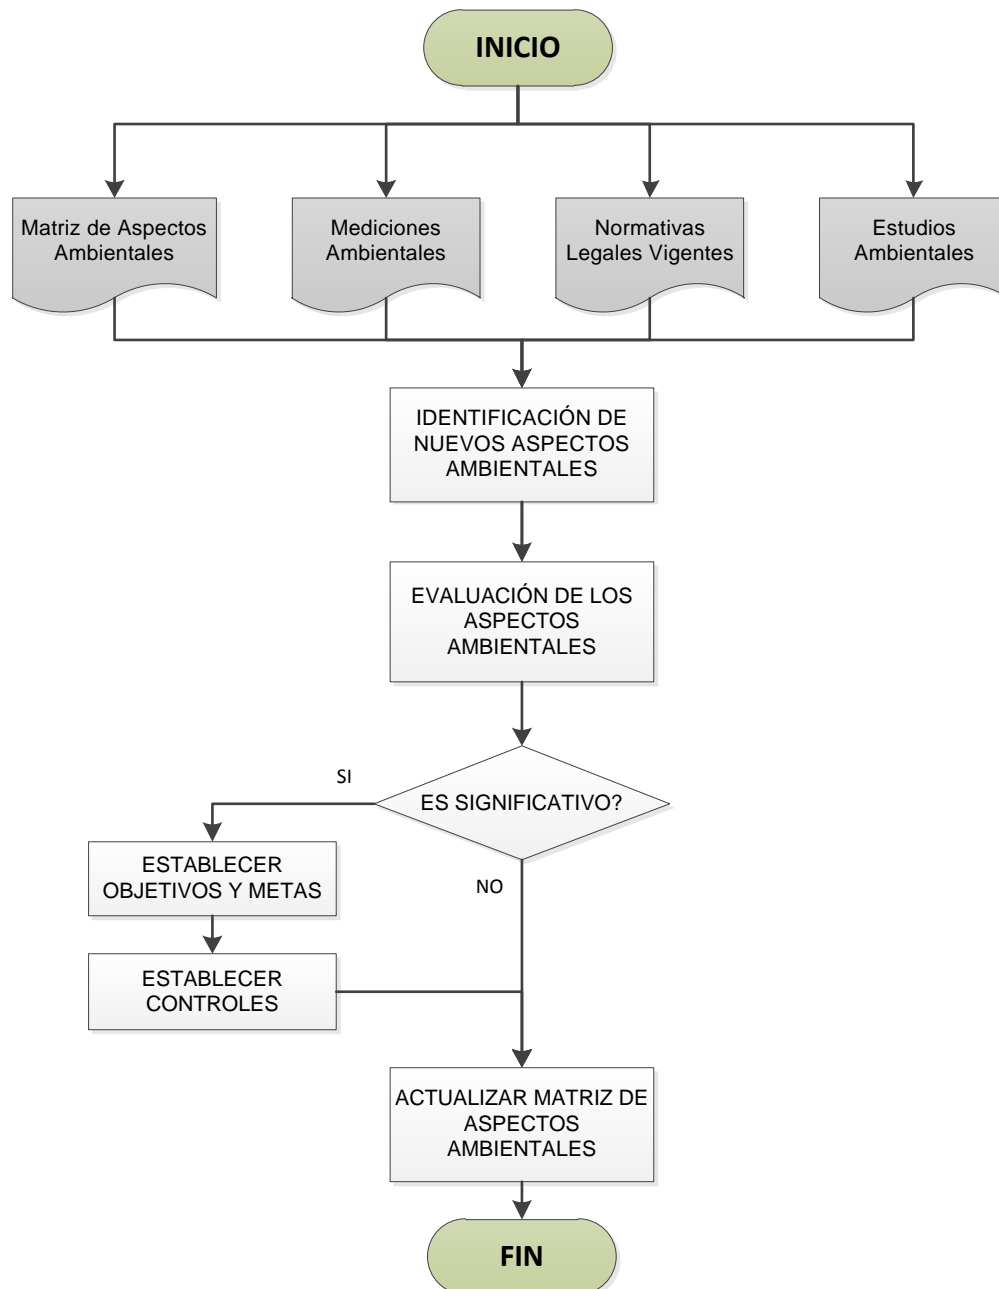 INICIO
Matriz de Aspectos
Ambientales
Mediciones
Ambientales
Normativas
Legales Vigentes
Estudios
Ambientales
IDENTIFICACIÓN DE
NUEVOS ASPECTOS
AMBIENTALES
EVALUACIÓN DE LOS
ASPECTOS
AMBIENTALES
ES SIGNIFICATIVO?
SI
NO
ESTABLECER
OBJETIVOS Y METAS
ESTABLECER
CONTROLES
ACTUALIZAR MATRIZ DE
ASPECTOS
AMBIENTALES
FIN